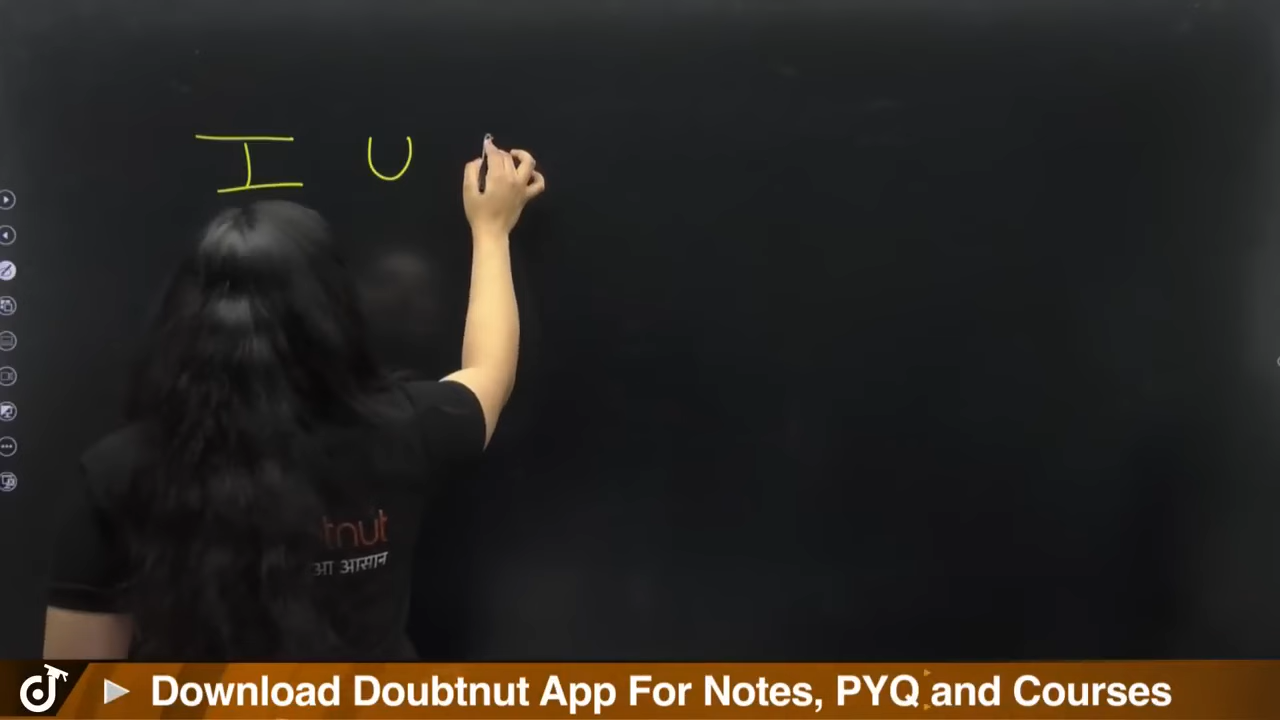 I U
tnut
आ आसान
Download Doubtnut App For Notes, PYQ and Courses